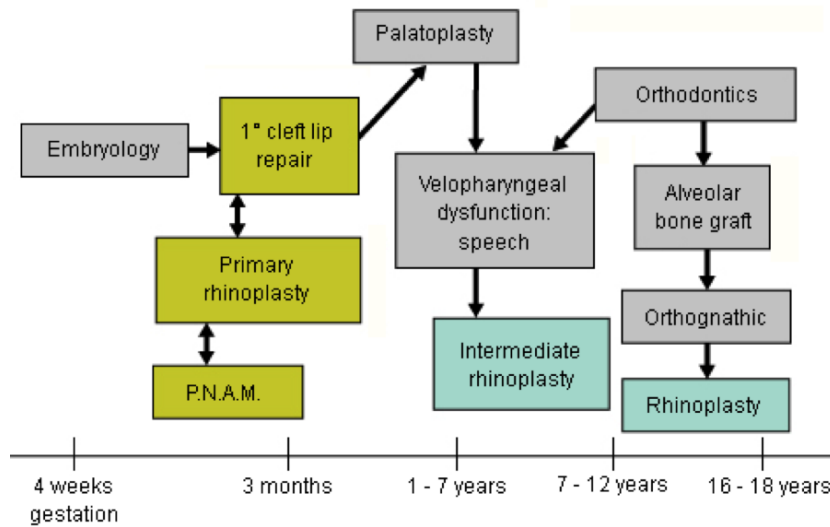 Palatoplasty
Orthodontics
1° cleft lip
repair
Embryology
Velopharyngeal
dysfunction:
speech
Alveolar
bone graft
Primary
rhinoplasty
Orthognathic
Intermediate
rhinoplasty
P.N.A.M.
Rhinoplasty
4 weeks
gestation
3 months
1 - 7 years
7 - 12 years
16 - 18 years